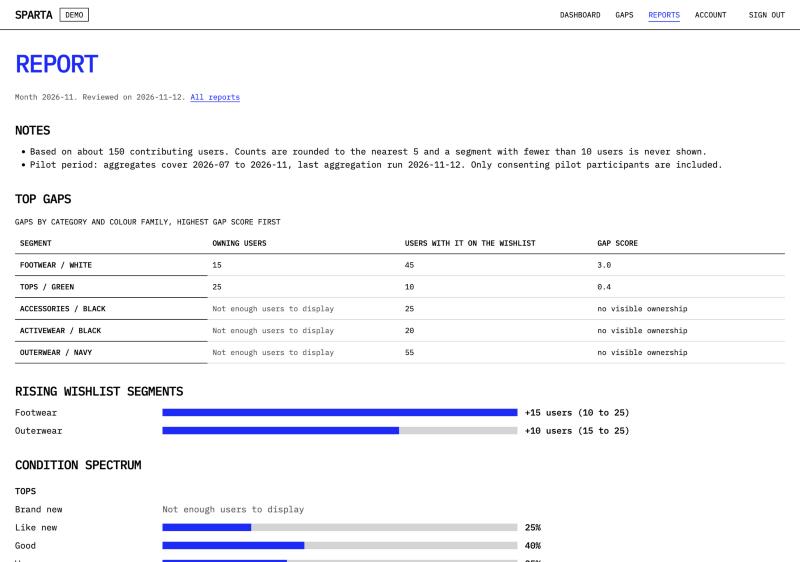 SPARTA DEMO DASHBOARD GAPS REPORTS ACCOUNT SIGN OUT
REPORT
Month 2026-11. Reviewed on 2026-11-12. All reports
NOTES
• Based on about 150 contributing users. Counts are rounded to the nearest 5 and a segment with fewer than 10 users is never shown.
• Pilot period: aggregates cover 2026-07 to 2026-11, last aggregation run 2026-11-12. Only consenting pilot participants are included.
TOP GAPS
GAPS BY CATEGORY AND COLOUR FAMILY, HIGHEST GAP SCORE FIRST
SEGMENT OWNING USERS USERS WITH IT ON THE WISHLIST GAP SCORE
FOOTWEAR / WHITE 15 45 3.0
TOPS / GREEN 25 10 0.4
ACCESSORIES / BLACK Not enough users to display 25 no visible ownership
ACTIVEWEAR / BLACK Not enough users to display 20 no visible ownership
OUTERWEAR / NAVY Not enough users to display 55 no visible ownership
RISING WISHLIST SEGMENTS
Footwear +15 users (10 to 25)
Outerwear +10 users (15 to 25)
CONDITION SPECTRUM
TOPS
Brand new Not enough users to display
Like new 25%
Good 40%